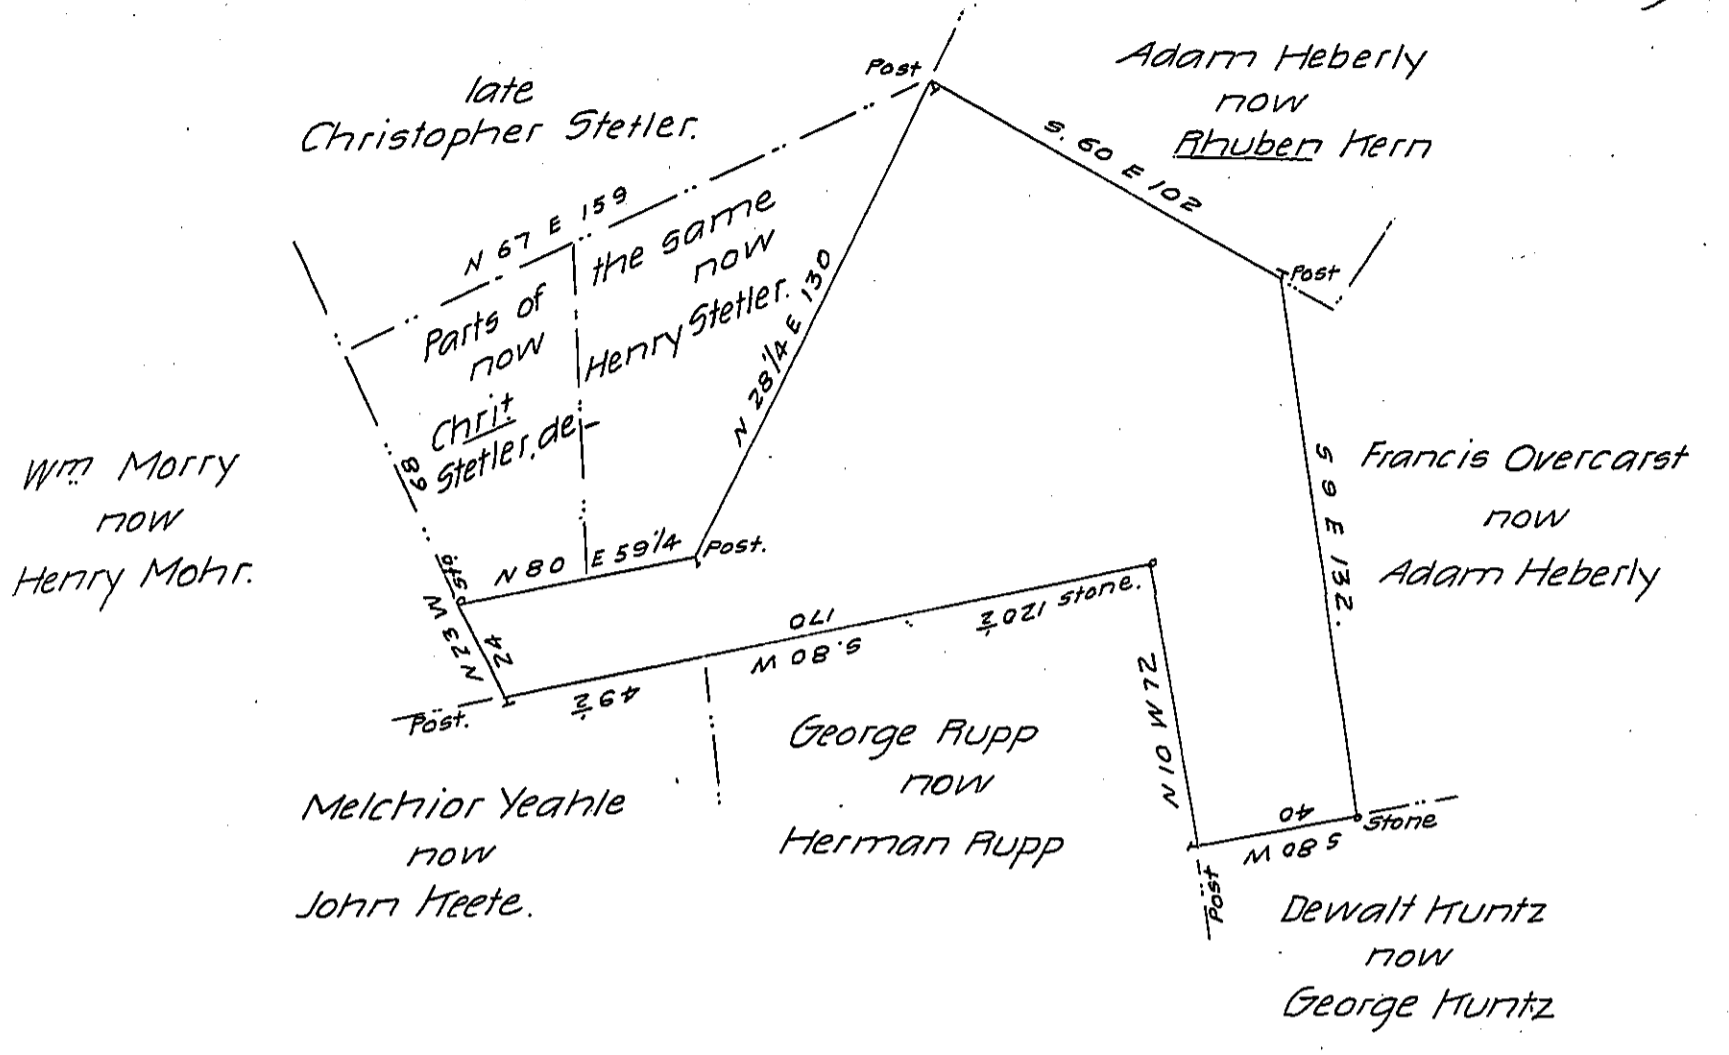 late
Christopher Stetler.
Post
Adam Heberly
now
Rhuben Kern
S. 60 E 102
Post
N 67 E 159
Parts of
now
Chrit
Stetler, de-
the same
now
Henry Stetler.
N 28 1/4 E 130
89
Wm Morry
now
Henry Mohr.
sto
N 80 E 59 1/4
Post.
N 23 W
24
Post.
S 9 E 132.
Francis Overcarst
now
Adam Heberly
170
S. 80 W
49 1/2
120 1/2
stone.
N 10 W 72
40
S 80 W
Stone
Post
Melchior Yeahle
now
John Keete.
George Rupp
now
Herman Rupp
Dewalt Kuntz
now
George Kuntz